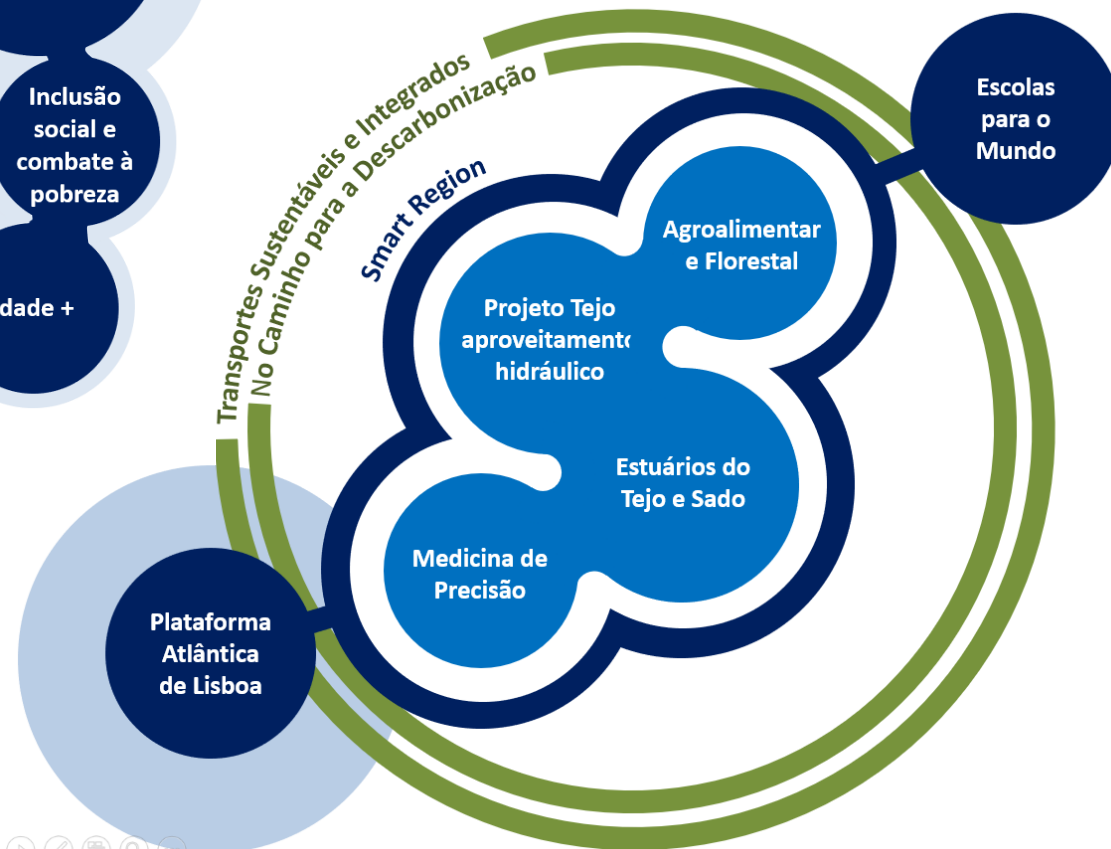 Inclusão
social e
combate à
pobreza
dade +
Transportes Sustentáveis e Integrados
No Caminho para a Descarbonização
Smart Region
Escolas
para o
Mundo
Agroalimentar
e Florestal
Projeto Tejo
aproveitamento
hidráulico
Estuários do
Tejo e Sado
Medicina de
Precisão
Plataforma
Atlântica
de Lisboa